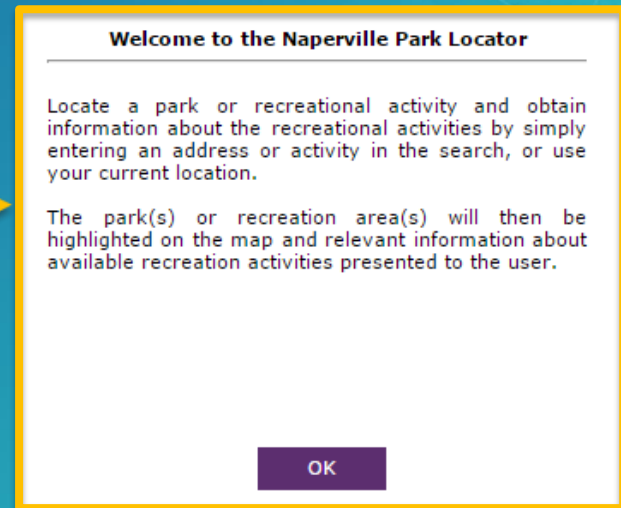 Welcome to the Naperville Park Locator
Locate a park or recreational activity and obtain
information about the recreational activities by simply
entering an address or activity in the search, or use
your current location.
The park(s) or recreation area(s) will then be
highlighted on the map and relevant information about
available recreation activities presented to the user.
OK